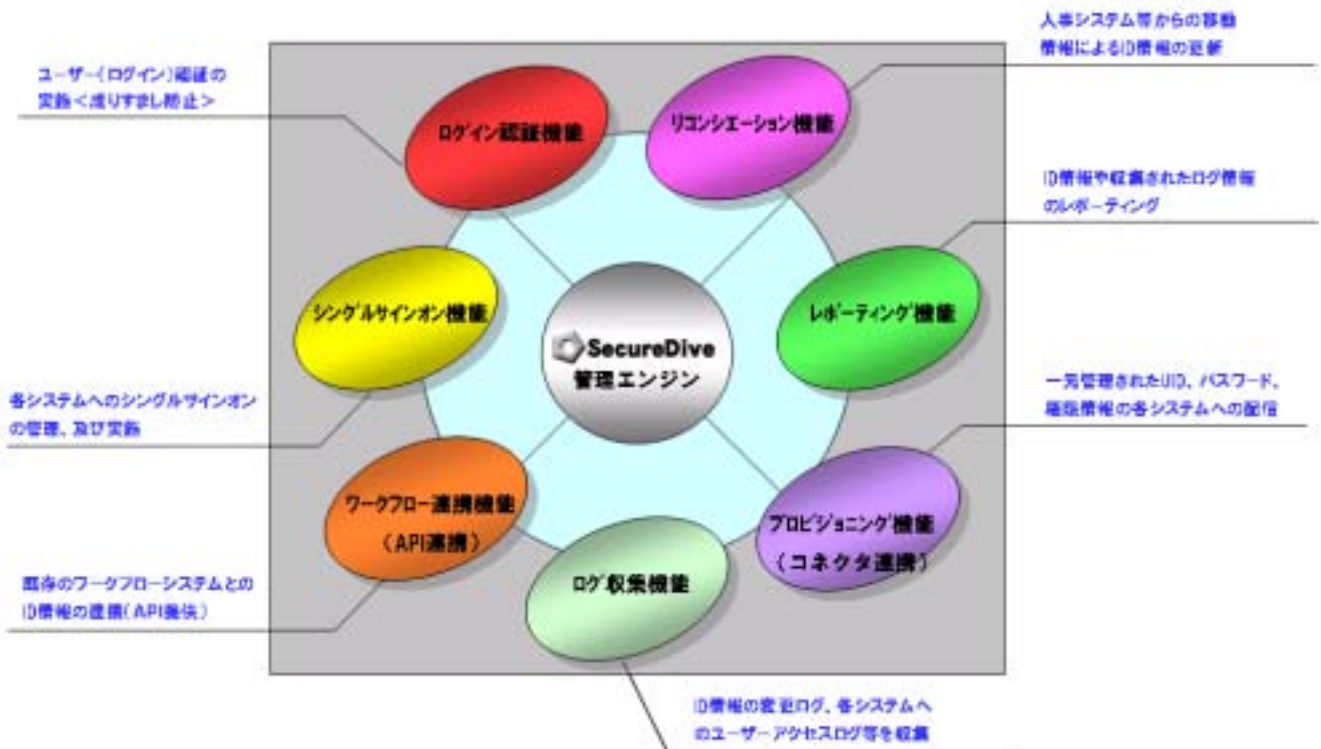 人事システム等からの移動
情報によるID情報の更新
ユーザー(ログイン)認証の
実施<成りすまし防止>
ログイン認証機能
リコンシエーション機能
ID情報や収集されたログ情報
のレポーティング
シングルサインオン機能
レポーティング機能
SecureDive
管理エンジン
一元管理されたUID、パスワード、
権限情報の各システムへの配信
各システムへのシングルサインオン
の管理、及び実施
ワークフロー連携機能
(API連携)
プロビジョニング機能
(コネクタ連携)
ログ収集機能
既存のワークフローシステムとの
ID情報の連携(API提供)
ID情報の変更ログ、各システムへ
のユーザーアクセスログ等を収集